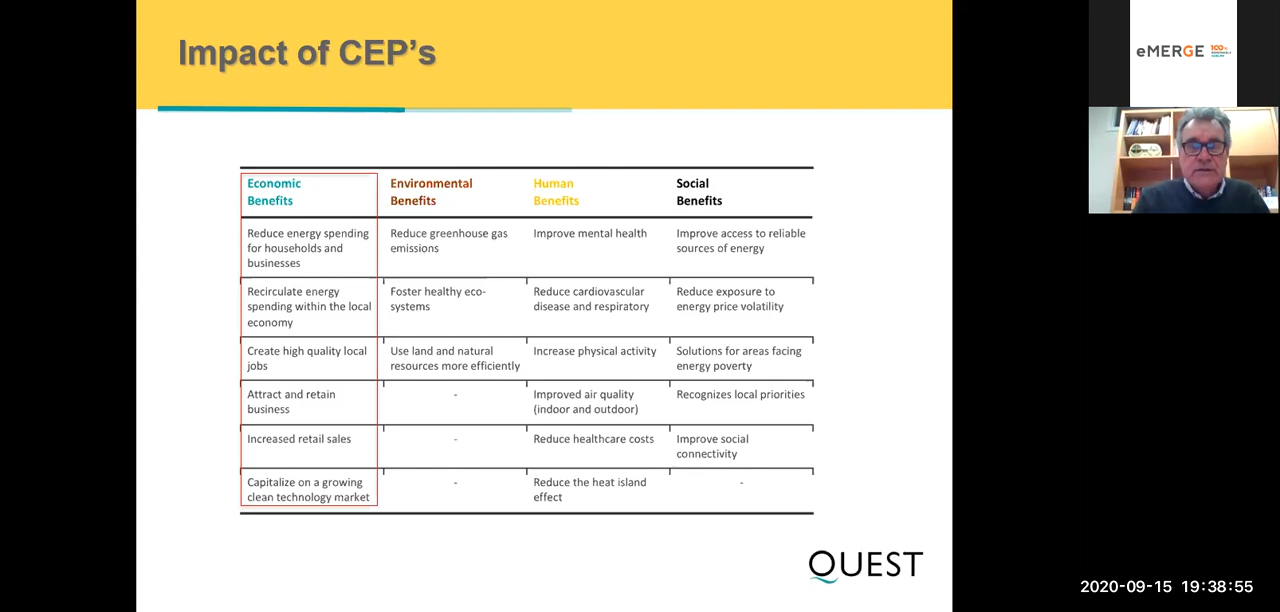 Impact of CEP's
eMERGE 100%
Economic
Benefits
Environmental
Benefits
Human
Benefits
Social
Benefits
Reduce energy spending
for households and
businesses
Reduce greenhouse gas
emissions
Improve mental health
Improve access to reliable
sources of energy
Recirculate energy
spending within the local
economy
Foster healthy eco-
systems
Reduce cardiovascular
disease and respiratory
Reduce exposure to
energy price volatility
Create high quality local
jobs
Use land and natural
resources more efficiently
Increase physical activity
Solutions for areas facing
energy poverty
Attract and retain
business
-
Improved air quality
(indoor and outdoor)
Recognizes local priorities
Increased retail sales
-
Reduce healthcare costs
Improve social
connectivity
Capitalize on a growing
clean technology market
-
Reduce the heat island
effect
-
QUEST
2020-09-15 19:38:55